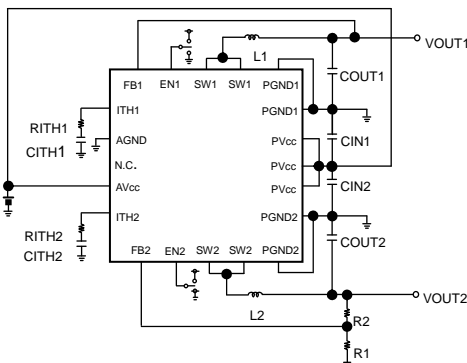 VOUT1
L1
COUT1
FB1 EN1 SW1 SW1 PGND1
ITH1
PGND1
RITH1
CITH1
AGND
CIN1
PVcc
N.C.
PVcc
AVcc
PVcc
CIN2
ITH2
PGND2
RITH2
CITH2
COUT2
FB2 EN2 SW2 SW2 PGND2
VOUT2
L2
R2
R1